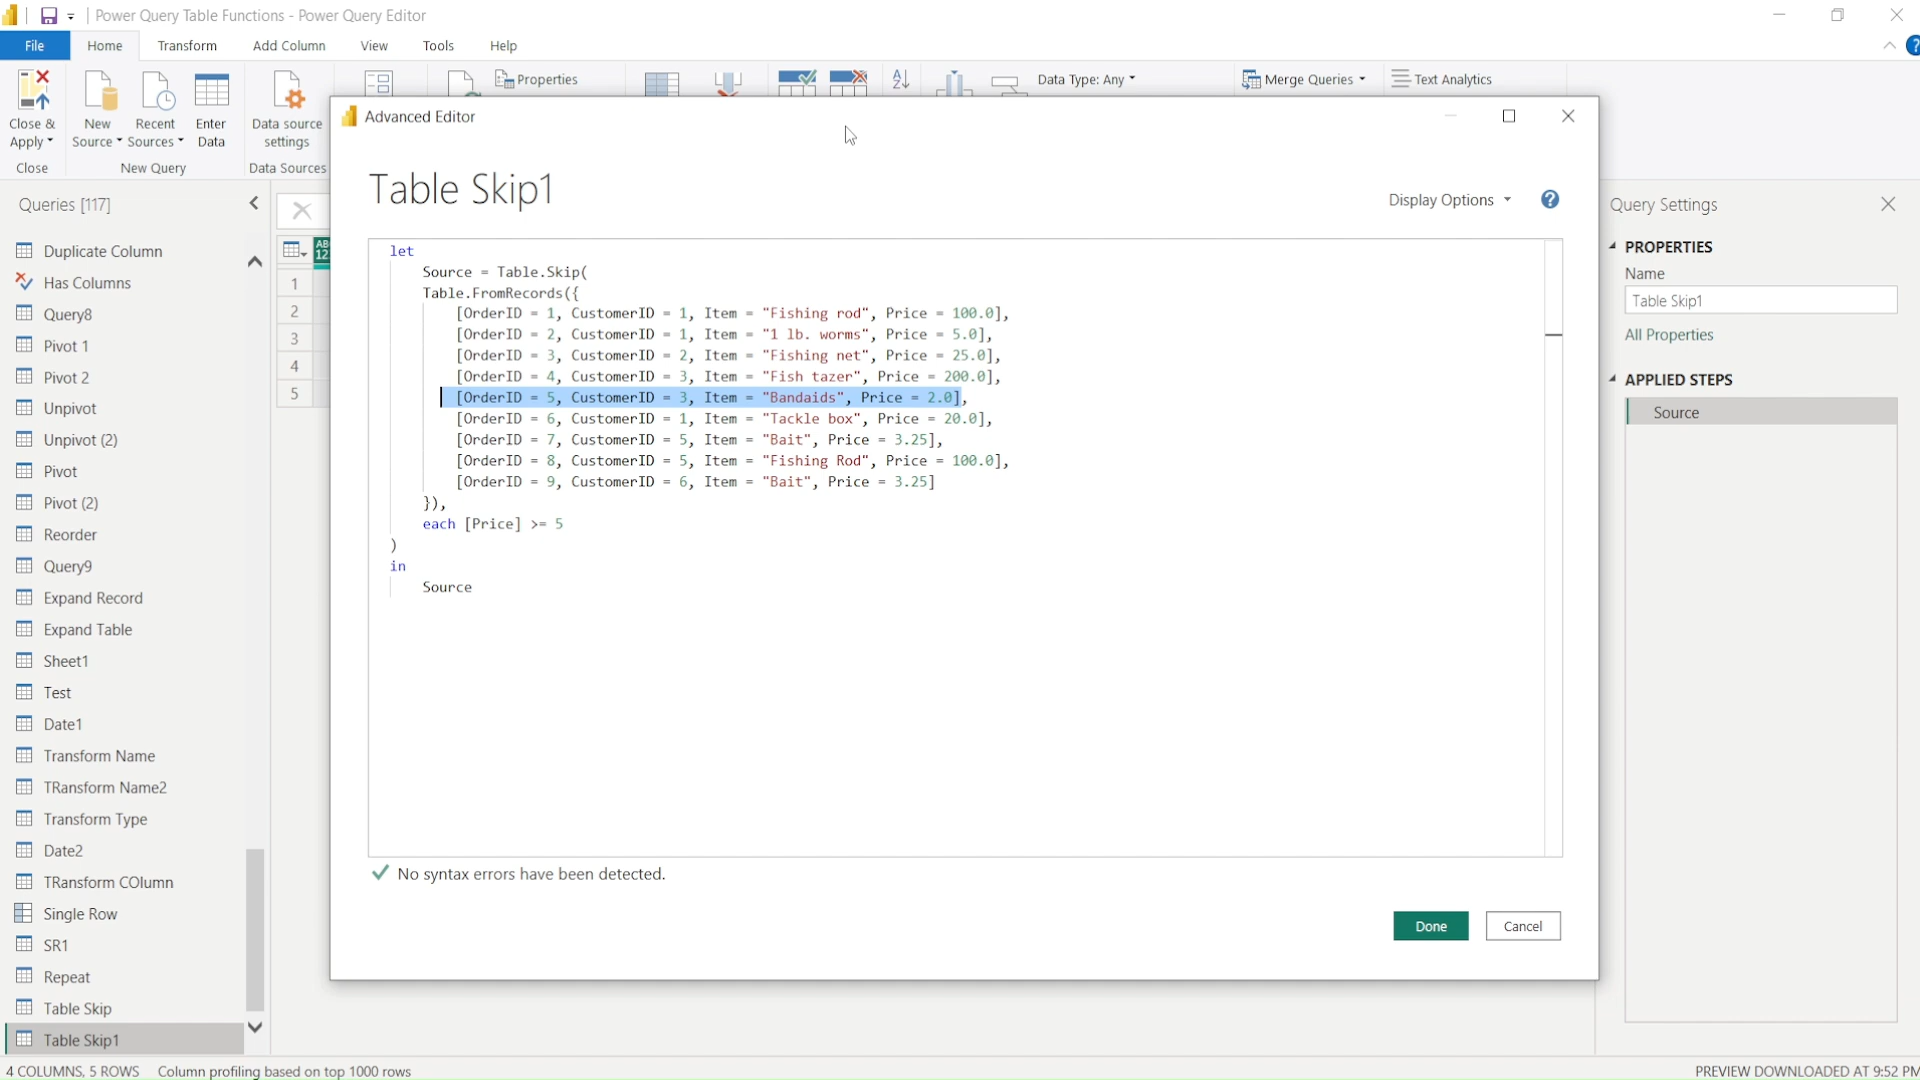 Power Query Table Functions - Power Query Editor
File Home Transform Add Column View Tools Help
Properties Data Type: Any Merge Queries Text Analytics
Close & Apply New Source Recent Sources Enter Data Data source settings
Close New Query Data Sources
Queries [117]
Duplicate Column
Has Columns
Query8
Pivot 1
Pivot 2
Unpivot
Unpivot (2)
Pivot
Pivot (2)
Reorder
Query9
Expand Record
Expand Table
Sheet1
Test
Date1
Transform Name
TRansform Name2
Transform Type
Date2
TRansform COlumn
Single Row
SR1
Repeat
Table Skip
Table Skip1
1
2
3
4
5
Advanced Editor
Table Skip1
Display Options
let
Source = Table.Skip(
Table.FromRecords({
[OrderID = 1, CustomerID = 1, Item = "Fishing rod", Price = 100.0],
[OrderID = 2, CustomerID = 1, Item = "1 lb. worms", Price = 5.0],
[OrderID = 3, CustomerID = 2, Item = "Fishing net", Price = 25.0],
[OrderID = 4, CustomerID = 3, Item = "Fish tazer", Price = 200.0],
[OrderID = 5, CustomerID = 3, Item = "Bandaids", Price = 2.0],
[OrderID = 6, CustomerID = 1, Item = "Tackle box", Price = 20.0],
[OrderID = 7, CustomerID = 5, Item = "Bait", Price = 3.25],
[OrderID = 8, CustomerID = 5, Item = "Fishing Rod", Price = 100.0],
[OrderID = 9, CustomerID = 6, Item = "Bait", Price = 3.25]
}),
each [Price] >= 5
)
in
Source
No syntax errors have been detected.
Done Cancel
Query Settings
PROPERTIES
Name
Table Skip1
All Properties
APPLIED STEPS
Source
4 COLUMNS, 5 ROWS Column profiling based on top 1000 rows
PREVIEW DOWNLOADED AT 9:52 PM